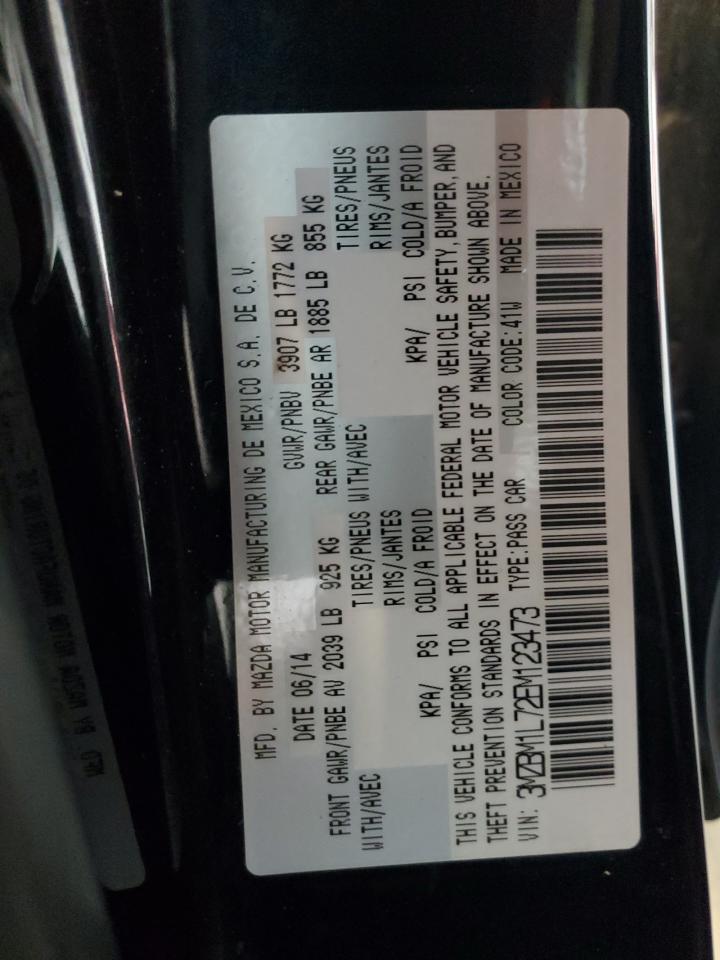 MFD. BY MAZDA MOTOR MANUFACTURING DE MEXICO S.A. DE C.V.
DATE 06/14 GVWR/PNBV 3907 LB 1772 KG
FRONT GAWR/PNBE AV 2039 LB 925 KG REAR GAWR/PNBE AR 1885 LB 855 KG
WITH/AVEC TIRES/PNEUS WITH/AVEC TIRES/PNEUS
RIMS/JANTES RIMS/JANTES
KPA/ PSI COLD/A FROID KPA/ PSI COLD/A FROID
THIS VEHICLE CONFORMS TO ALL APPLICABLE FEDERAL MOTOR VEHICLE SAFETY, BUMPER, AND
THEFT PREVENTION STANDARDS IN EFFECT ON THE DATE OF MANUFACTURE SHOWN ABOVE.
VIN: 3MZBM1L72EM123473 TYPE:PASS CAR COLOR CODE:41W MADE IN MEXICO